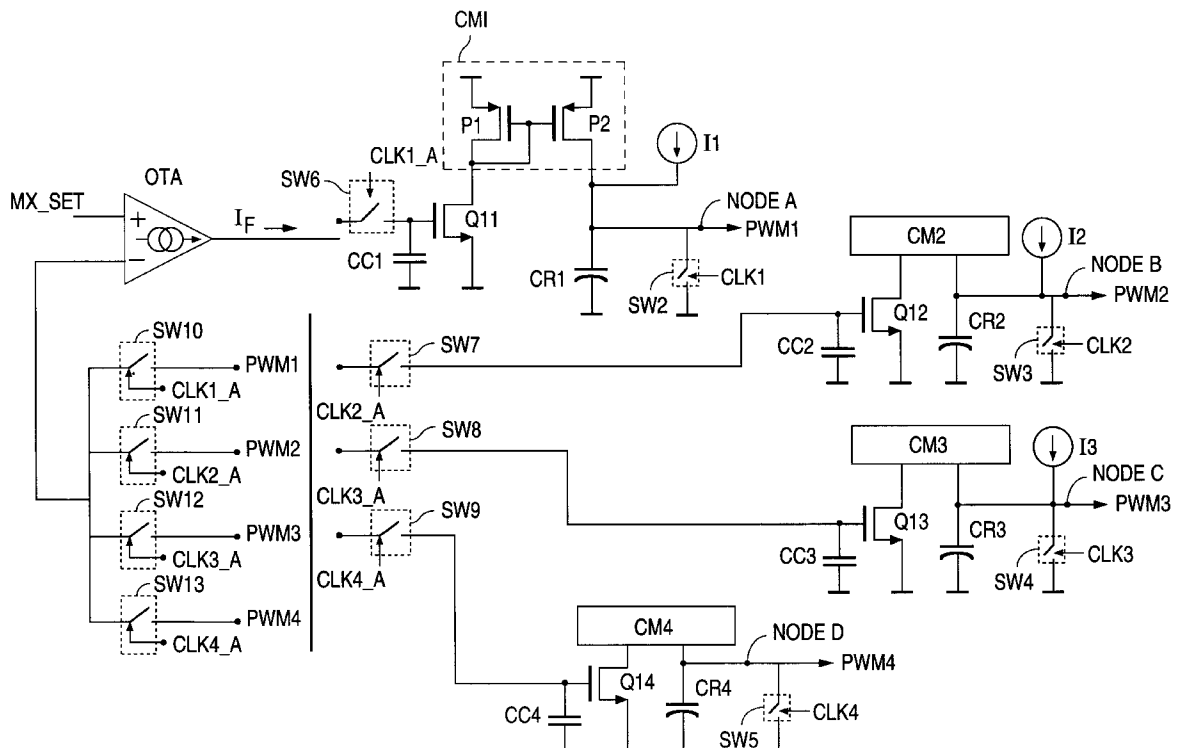 CMI
P1
P2
I1
CLK1_A
SW6
OTA
MX_SET
+
−
IF
Q11
CC1
NODE A
PWM1
CR1
SW2
CLK1
CM2
I2
NODE B
PWM2
Q12
CR2
CC2
SW3
CLK2
SW10
PWM1
CLK1_A
SW7
CLK2_A
SW11
PWM2
CLK2_A
SW8
CLK3_A
CM3
I3
NODE C
PWM3
Q13
CR3
CC3
SW4
CLK3
SW12
PWM3
CLK3_A
SW9
CLK4_A
SW13
PWM4
CLK4_A
CM4
NODE D
PWM4
Q14
CR4
CC4
SW5
CLK4